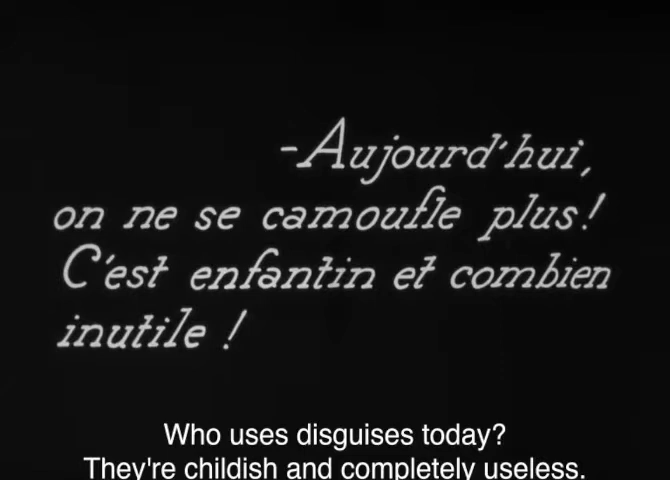 -Aujourd'hui,
on ne se camoufle plus!
C'est enfantin et combien
inutile !
Who uses disguises today?
They're childish and completely useless.